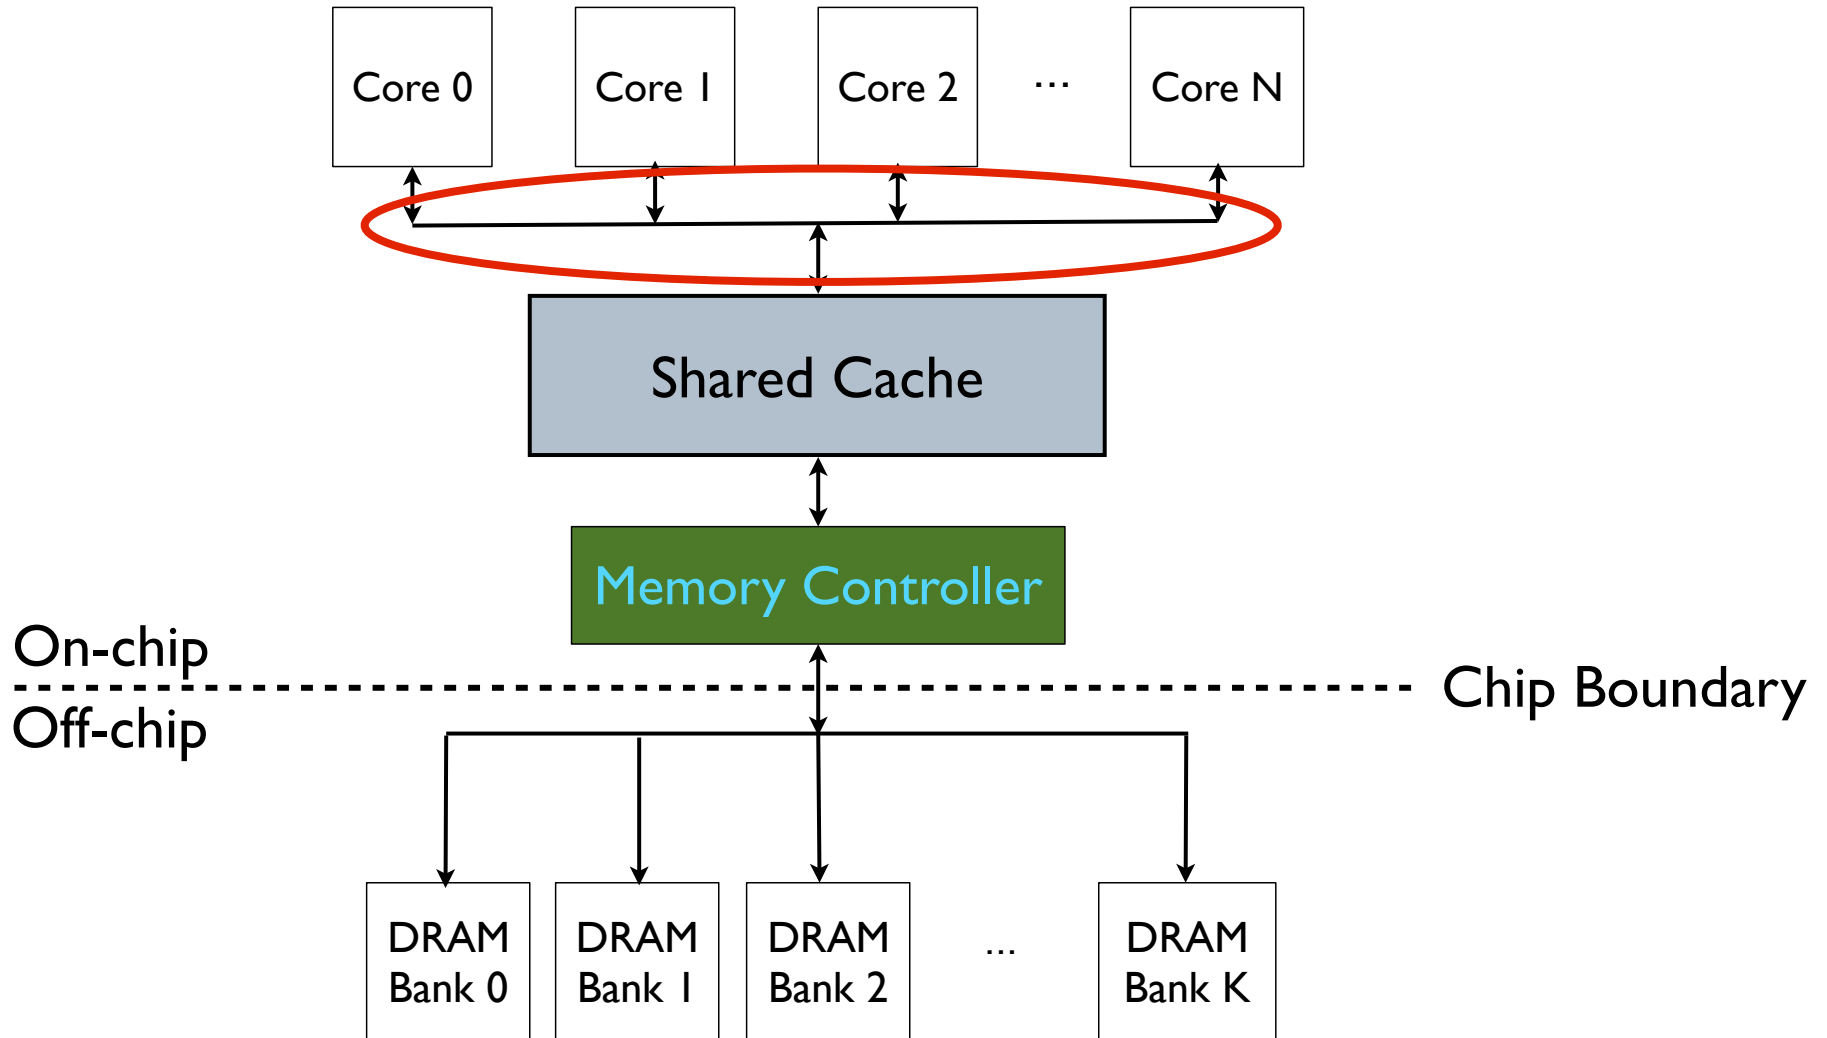 Core 0
Core 1
Core 2
...
Core N
Shared Cache
Memory Controller
On-chip
Chip Boundary
Off-chip
DRAM
Bank 0
DRAM
Bank 1
DRAM
Bank 2
...
DRAM
Bank K